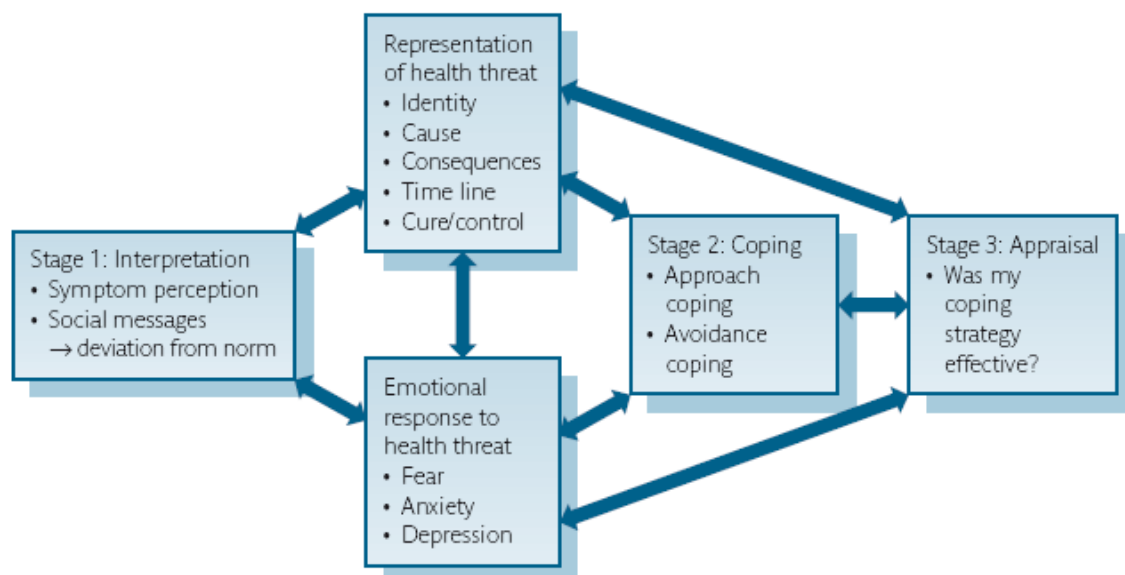 Representation
of health threat
• Identity
• Cause
• Consequences
• Time line
• Cure/control
Stage 1: Interpretation
• Symptom perception
• Social messages
→ deviation from norm
Stage 2: Coping
• Approach
coping
• Avoidance
coping
Stage 3: Appraisal
• Was my
coping
strategy
effective?
Emotional
response to
health threat
• Fear
• Anxiety
• Depression